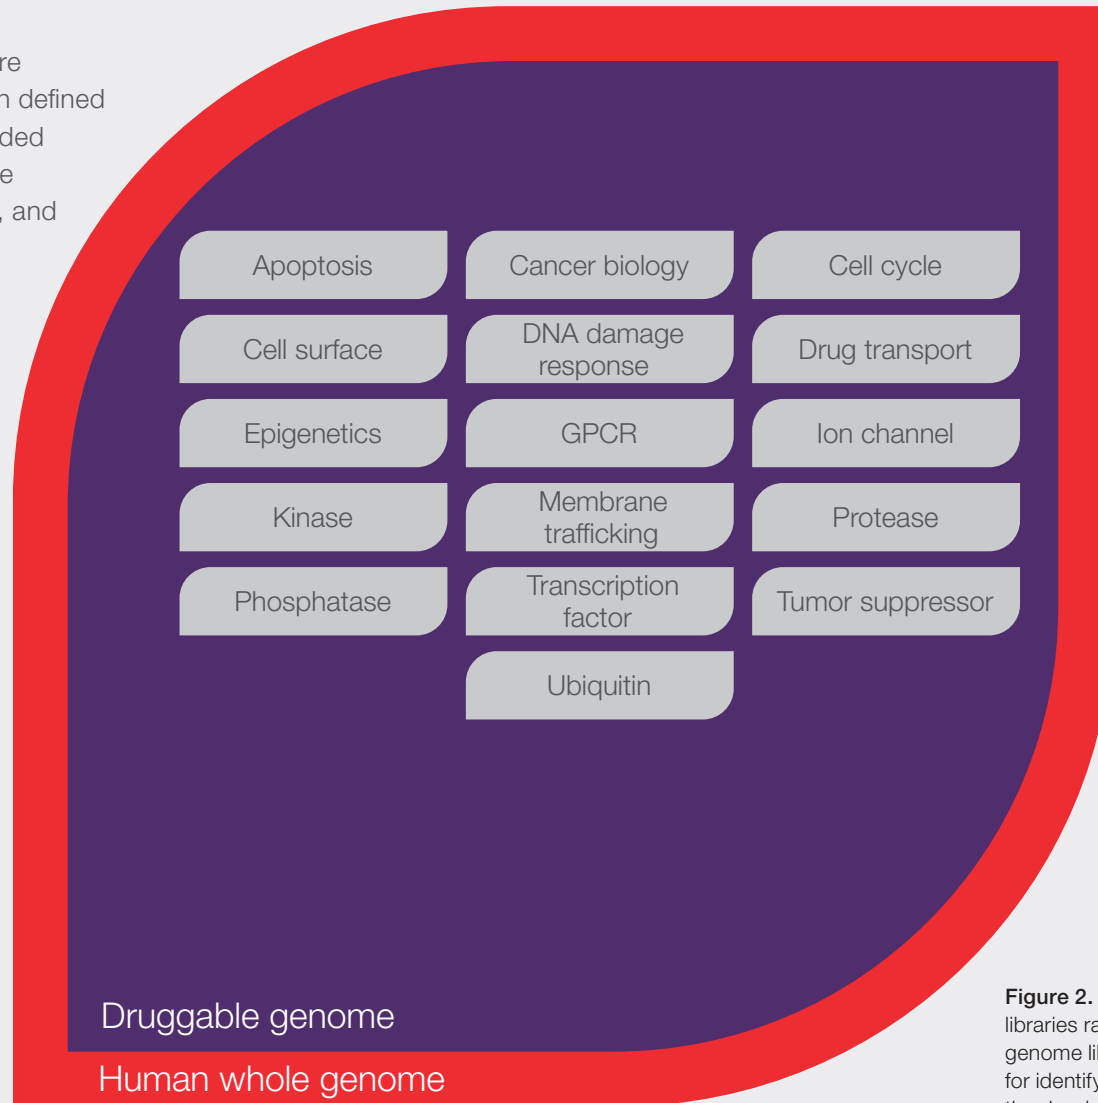 re
n defined
ded
e
, and
Apoptosis
Cancer biology
Cell cycle
Cell surface
DNA damage
response
Drug transport
Epigenetics
GPCR
Ion channel
Kinase
Membrane
trafficking
Protease
Phosphatase
Transcription
factor
Tumor suppressor
Ubiquitin
Druggable genome
Human whole genome
Figure 2.
libraries ra
genome li
for identify